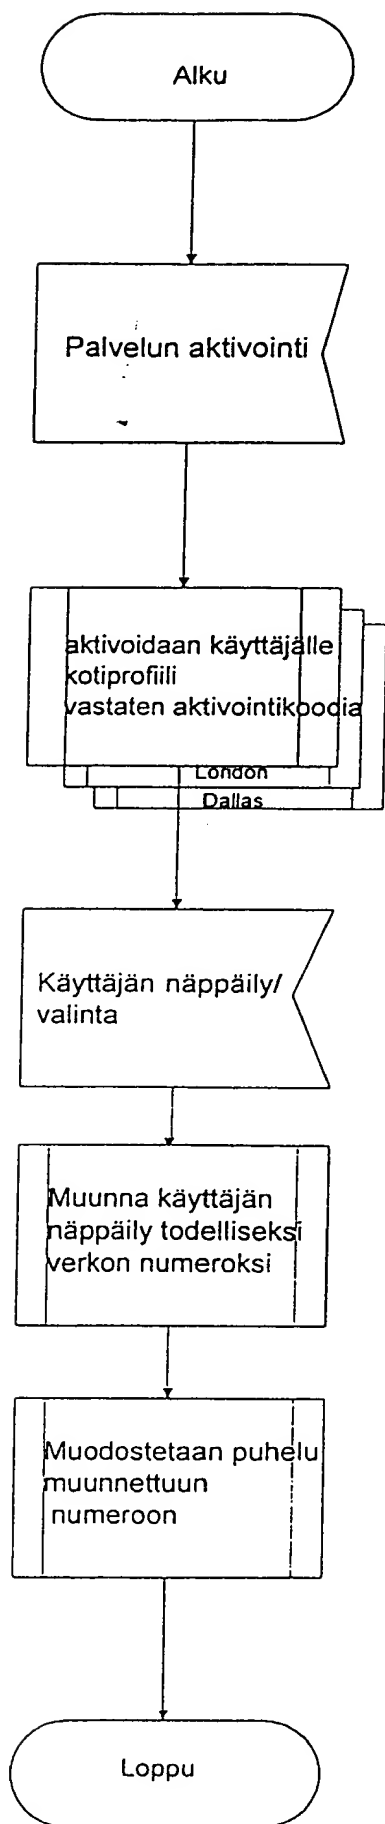 Alku
Palvelun aktivointi
aktivoidaan käyttäjälle
kotiprofiili
vastaten aktivointikoodia
London
Dallas
Käyttäjän näppäily/
valinta
Muunna käyttäjän
näppäily todelliseksi
verkon numeroksi
Muodostetaan puhelu
muunnettuun
numeroon
Loppu